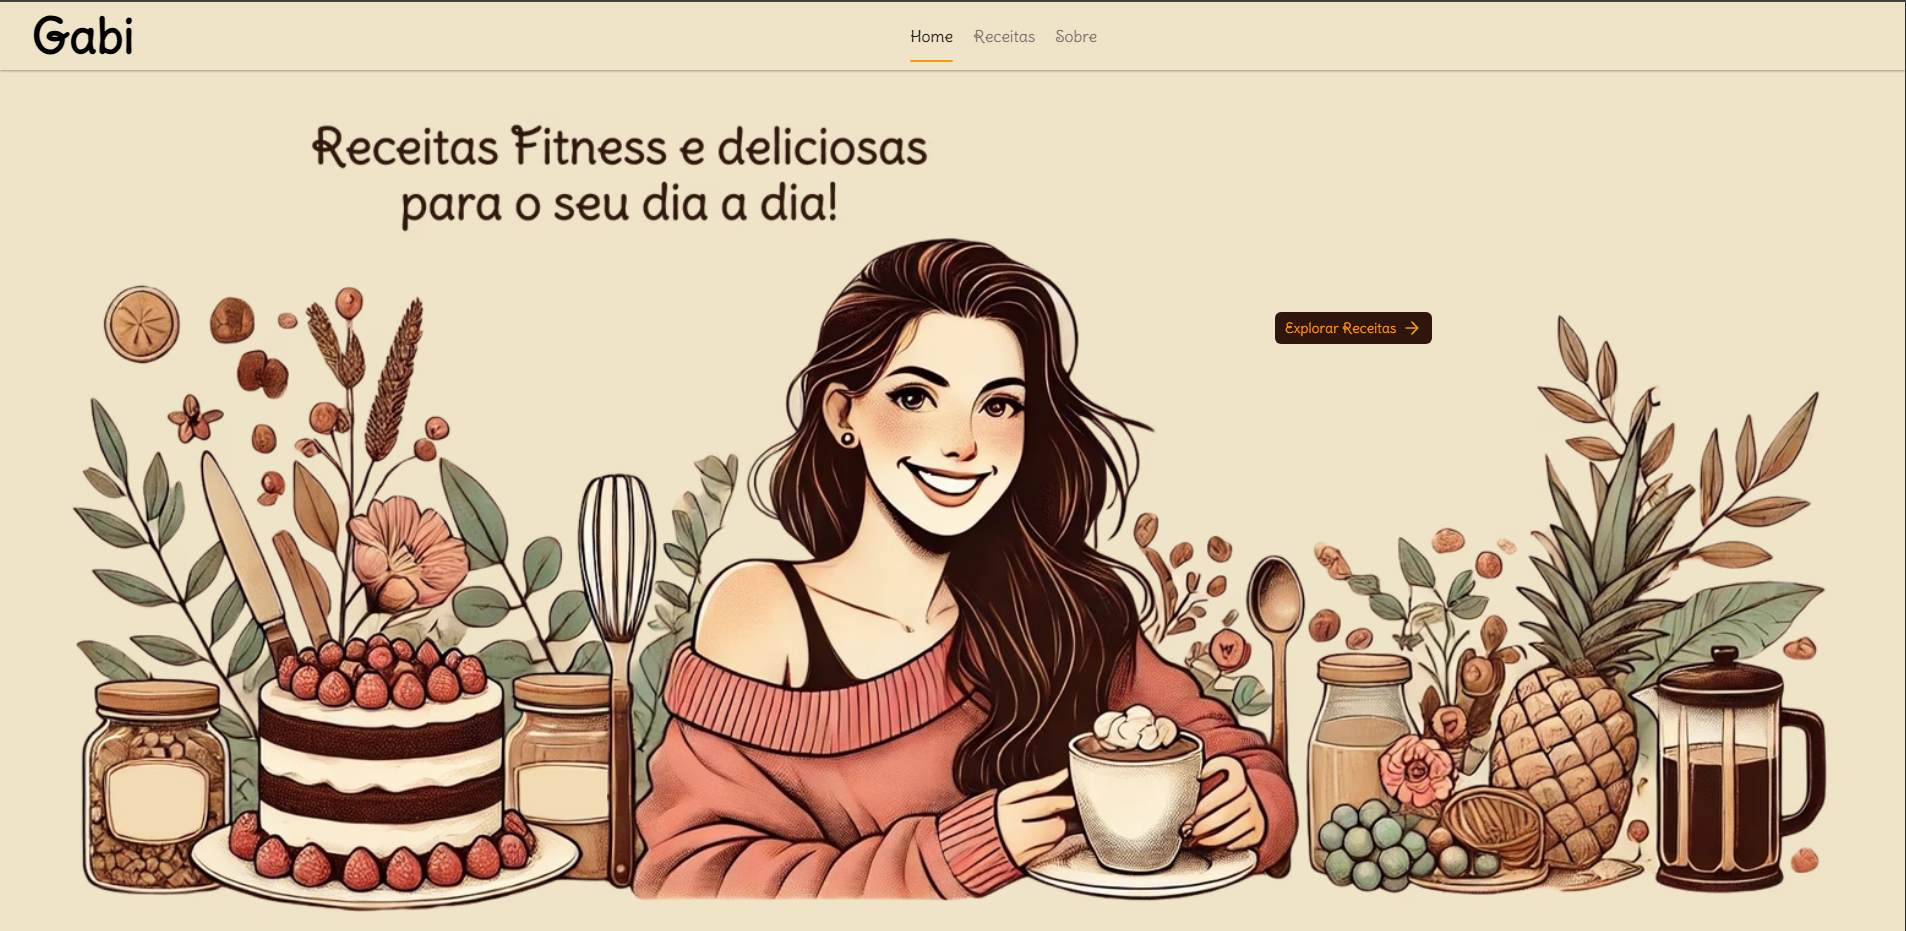 Gabi
Home Receitas Sobre
Receitas Fitness e deliciosas
para o seu dia a dia!
Explorar Receitas